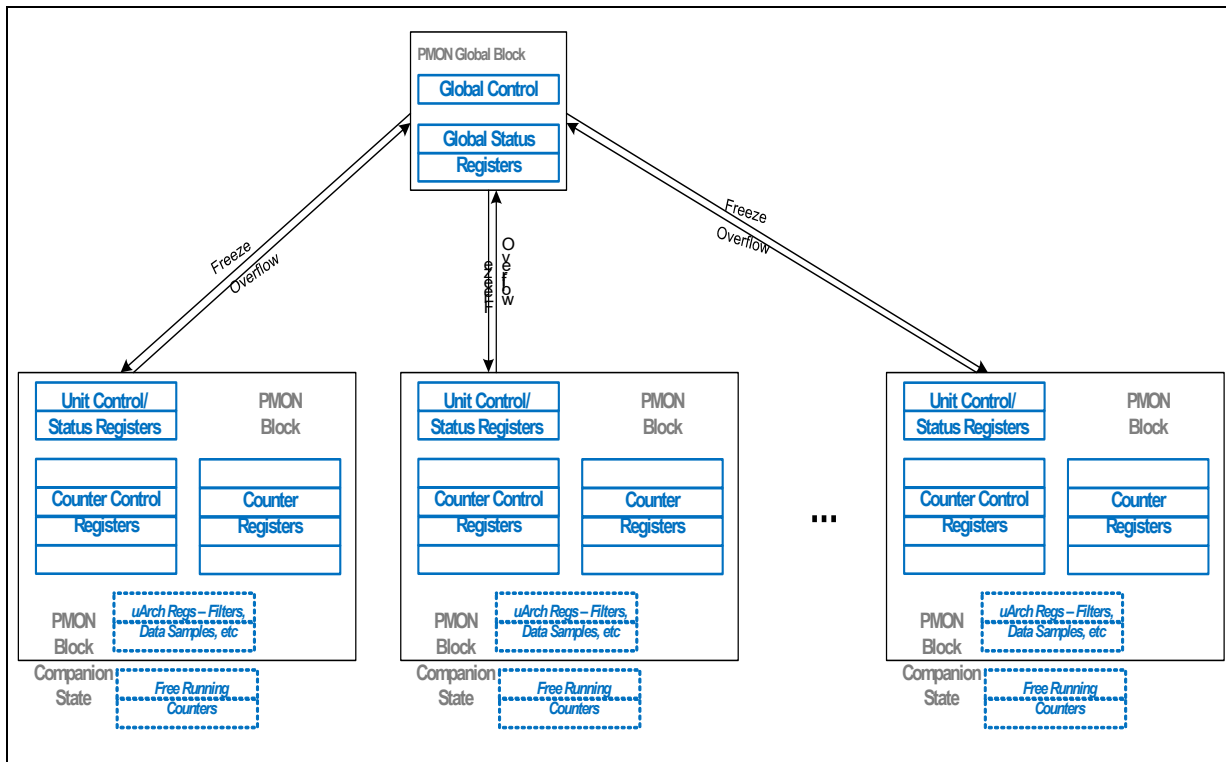 PMON Global Block
Global Control
Global Status
Registers
Freeze
Overflow
Freeze
Overflow
Freeze
Overflow
Unit Control/
Status Registers
PMON
Block
Counter Control
Registers
Counter
Registers
uArch Regs – Filters,
Data Samples, etc
PMON
Block
Companion
State
Free Running
Counters
Unit Control/
Status Registers
PMON
Block
Counter Control
Registers
Counter
Registers
uArch Regs – Filters,
Data Samples, etc
PMON
Block
Companion
State
Free Running
Counters
...
Unit Control/
Status Registers
PMON
Block
Counter Control
Registers
Counter
Registers
uArch Regs – Filters,
Data Samples, etc
PMON
Block
Companion
State
Free Running
Counters